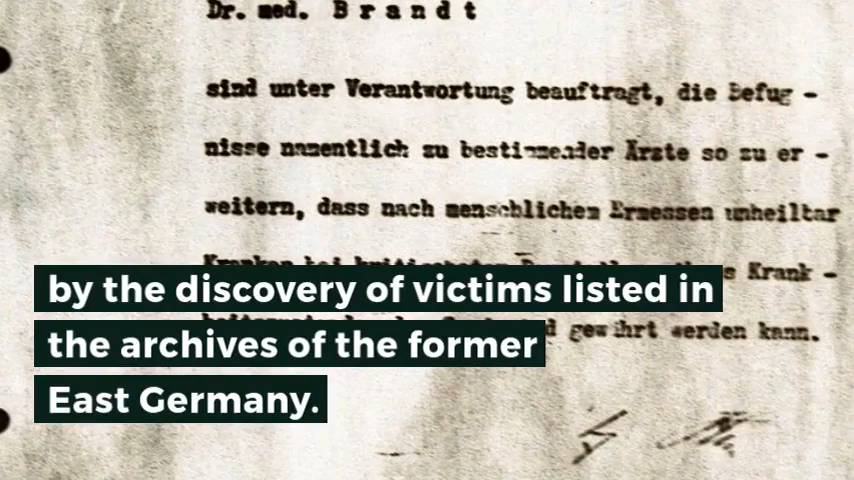 Dr. med. Brandt
sind unter Verantwortung beauftragt, die Befug -
nisse namentlich zu bestimmender Ärzte so zu er -
weitern, dass nach menschlichem Ermessen unheilbar
Krank -
gewährt werden kann.
by the discovery of victims listed in
the archives of the former
East Germany.